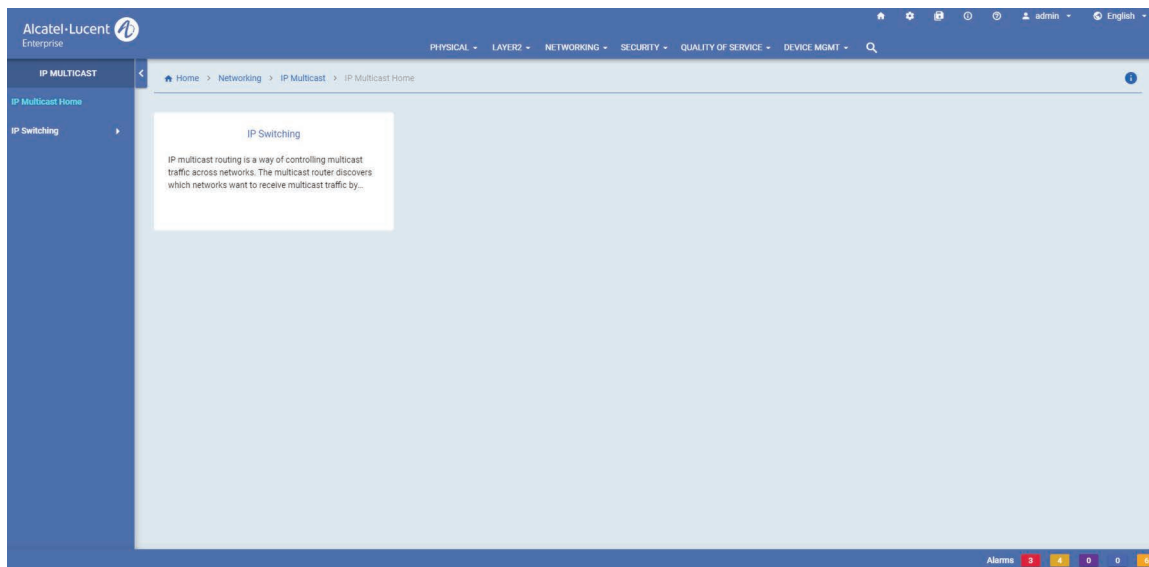 Alcatel·Lucent
Enterprise
admin
English
PHYSICAL
LAYER2
NETWORKING
SECURITY
QUALITY OF SERVICE
DEVICE MGMT
IP MULTICAST
Home > Networking > IP Multicast > IP Multicast Home
IP Multicast Home
IP Switching
IP Switching
IP multicast routing is a way of controlling multicast
traffic across networks. The multicast router discovers
which networks want to receive multicast traffic by...
Alarms 3 4 0 0 6